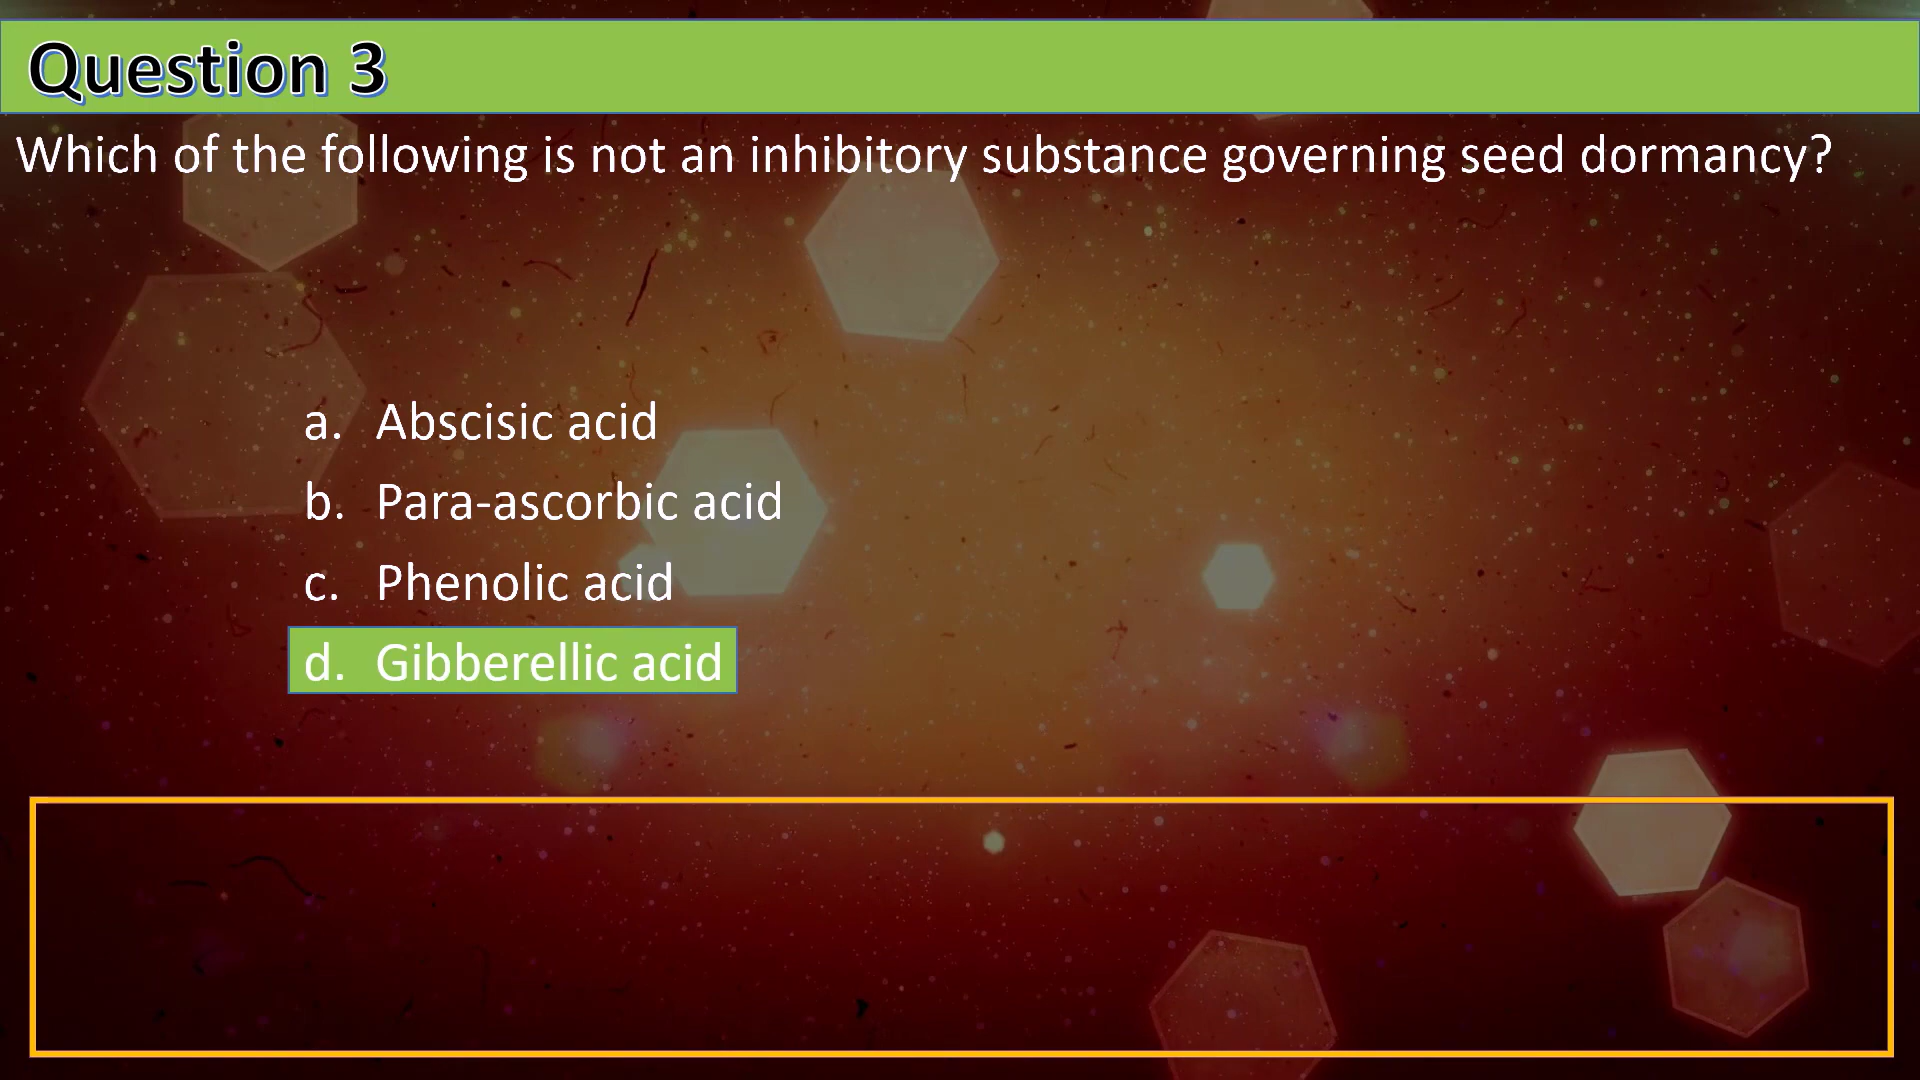 Question 3
Which of the following is not an inhibitory substance governing seed dormancy?
a. Abscisic acid
b. Para-ascorbic acid
c. Phenolic acid
d. Gibberellic acid